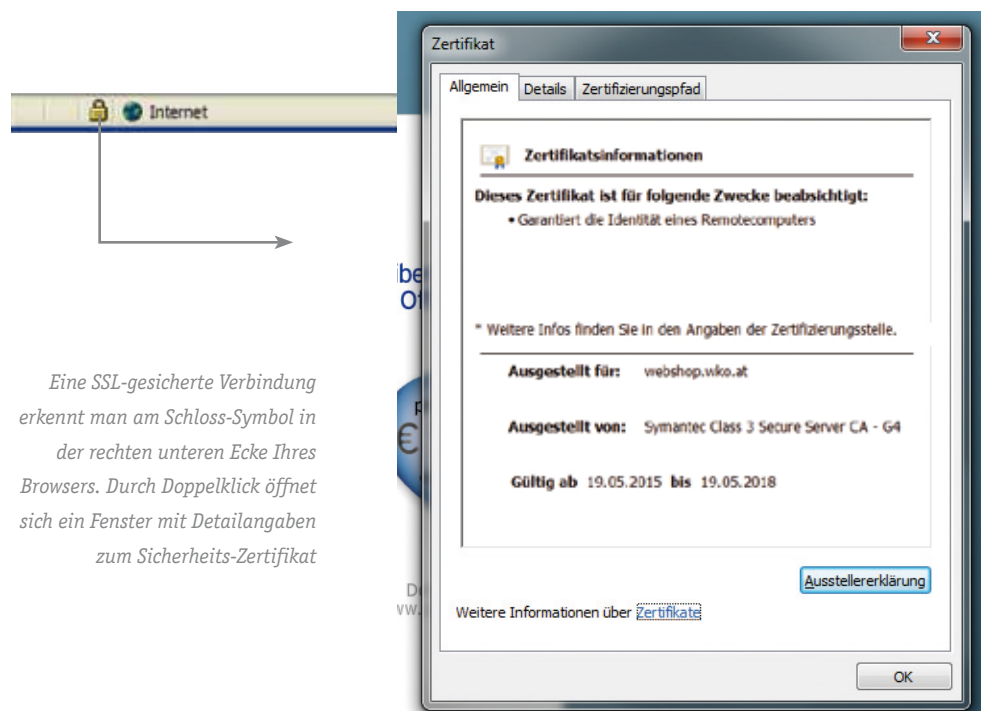 Internet
Eine SSL-gesicherte Verbindung
erkennt man am Schloss-Symbol in
der rechten unteren Ecke Ihres
Browsers. Durch Doppelklick öffnet
sich ein Fenster mit Detailangaben
zum Sicherheits-Zertifikat
Zertifikat
Allgemein Details Zertifizierungspfad
Zertifikatsinformationen
Dieses Zertifikat ist für folgende Zwecke beabsichtigt:
• Garantiert die Identität eines Remotecomputers
* Weitere Infos finden Sie in den Angaben der Zertifizierungsstelle.
Ausgestellt für: webshop.wko.at
Ausgestellt von: Symantec Class 3 Secure Server CA - G4
Gültig ab 19.05.2015 bis 19.05.2018
Ausstellererklärung
Weitere Informationen über Zertifikate
OK